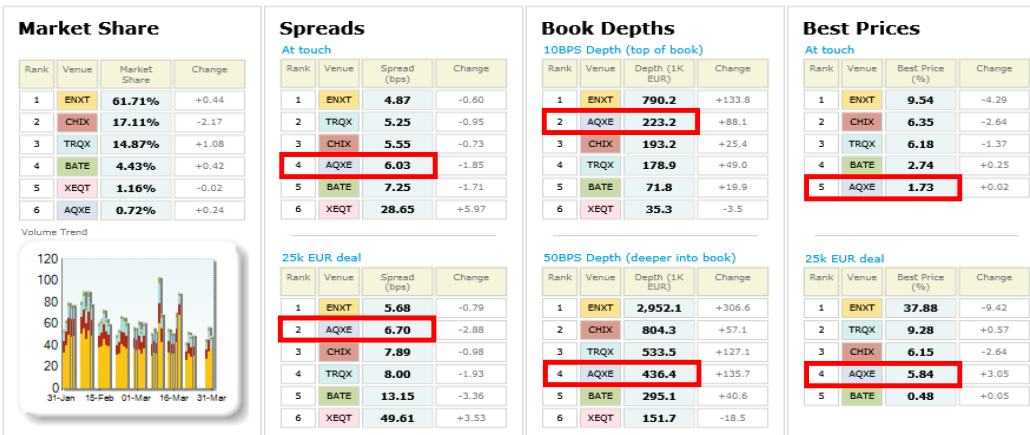 Market Share
Rank Venue Market Share Change
1 ENXT 61.71% +0.44
2 CHIX 17.11% -2.17
3 TRQX 14.87% +1.08
4 BATE 4.43% +0.42
5 XEQT 1.16% -0.02
6 AQXE 0.72% +0.24
Volume Trend
120
100
80
60
40
20
0
31-Jan 15-Feb 01-Mar 16-Mar 31-Mar
Spreads
At touch
Rank Venue Spread (bps) Change
1 ENXT 4.87 -0.60
2 TRQX 5.25 -0.95
3 CHIX 5.55 -0.73
4 AQXE 6.03 -1.85
5 BATE 7.25 -1.71
6 XEQT 28.65 +5.97
25k EUR deal
Rank Venue Spread (bps) Change
1 ENXT 5.68 -0.79
2 AQXE 6.70 -2.88
3 CHIX 7.89 -0.98
4 TRQX 8.00 -1.93
5 BATE 13.15 -3.36
6 XEQT 49.61 +3.53
Book Depths
10BPS Depth (top of book)
Rank Venue Depth (1K EUR) Change
1 ENXT 790.2 +133.8
2 AQXE 223.2 +88.1
3 CHIX 193.2 +25.4
4 TRQX 178.9 +49.0
5 BATE 71.8 +19.9
6 XEQT 35.3 -3.5
50BPS Depth (deeper into book)
Rank Venue Depth (1K EUR) Change
1 ENXT 2,952.1 +306.6
2 CHIX 804.3 +57.1
3 TRQX 533.5 +127.1
4 AQXE 436.4 +135.7
5 BATE 295.1 +40.6
6 XEQT 151.7 -18.5
Best Prices
At touch
Rank Venue Best Price (%) Change
1 ENXT 9.54 -4.29
2 CHIX 6.35 -2.64
3 TRQX 6.18 -1.37
4 BATE 2.74 +0.25
5 AQXE 1.73 +0.02
25k EUR deal
Rank Venue Best Price (%) Change
1 ENXT 37.88 -9.42
2 TRQX 9.28 +0.57
3 CHIX 6.15 -2.64
4 AQXE 5.84 +3.05
5 BATE 0.48 +0.05